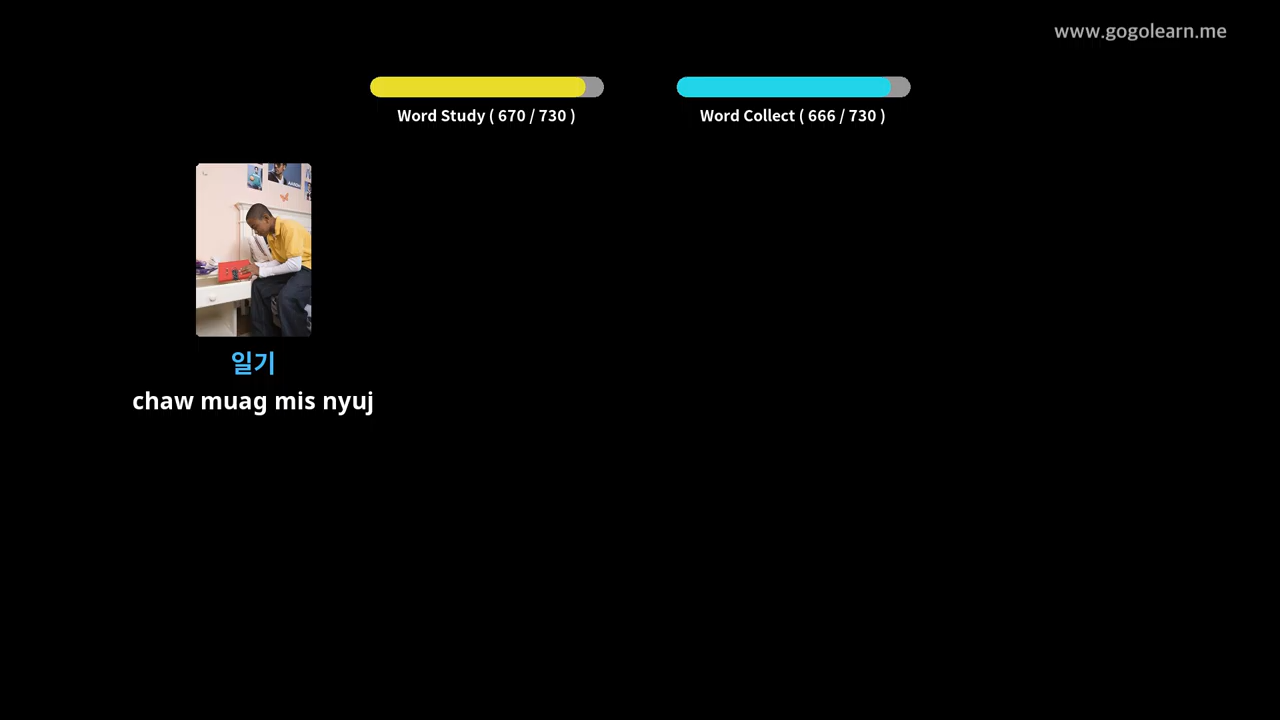 www.gogolearn.me
Word Study ( 670 / 730 )
Word Collect ( 666 / 730 )
일기
chaw muag mis nyuj